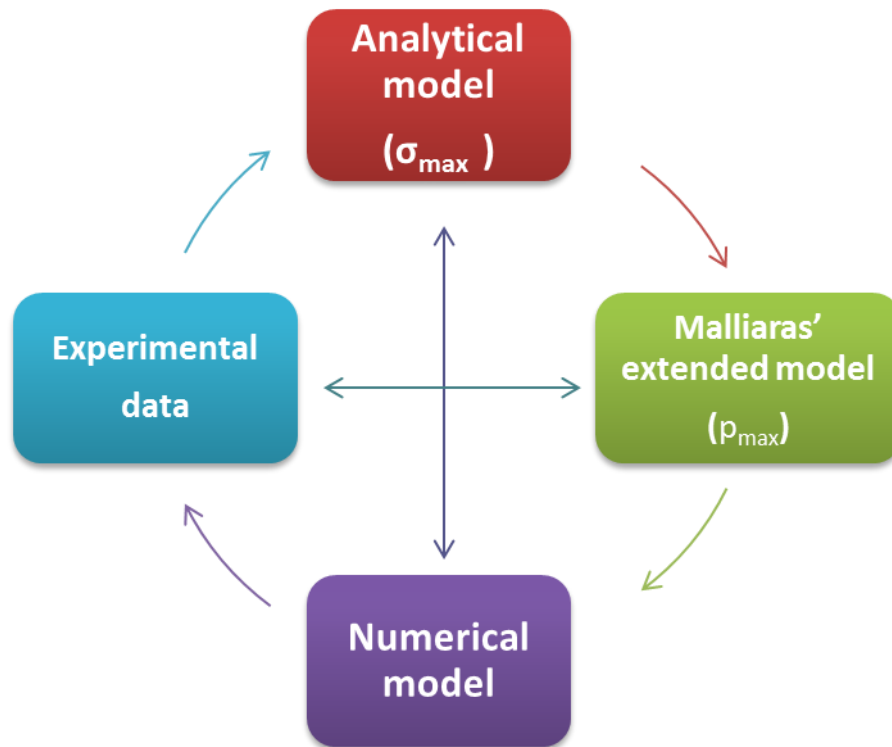 Analytical
model
(σmax )
Experimental
data
Malliaras’
extended model
(pmax)
Numerical
model